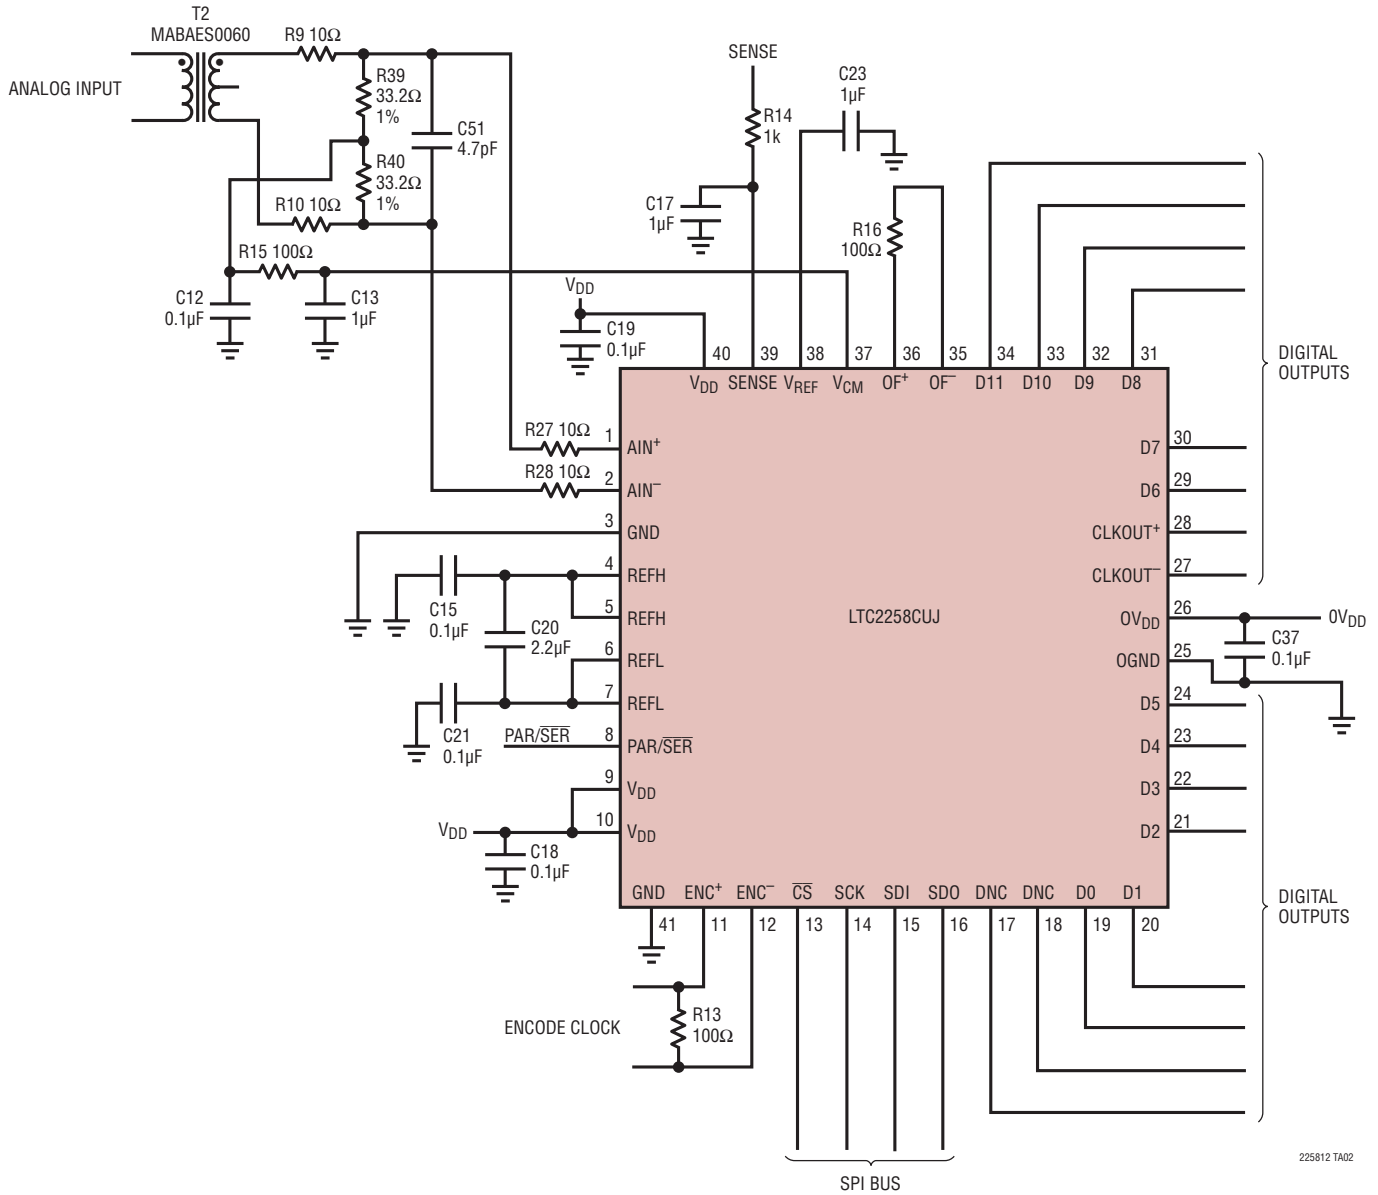 T2
MABAES0060
ANALOG INPUT
R9 10Ω
R39
33.2Ω
1%
C51
4.7pF
R40
33.2Ω
1%
R10 10Ω
R15 100Ω
C12
0.1µF
C13
1µF
SENSE
R14
1k
C17
1µF
C23
1µF
R16
100Ω
VDD
C19
0.1µF
40
39
38
37
36
35
34
33
32
31
VDD
SENSE
VREF
VCM
OF+
OF–
D11
D10
D9
D8
DIGITAL
OUTPUTS
R27 10Ω
1
AIN+
R28 10Ω
2
AIN–
3
GND
4
REFH
5
REFH
6
REFL
7
REFL
C15
0.1µF
C20
2.2µF
C21
0.1µF
PAR/S̅E̅R̅
8
PAR/S̅E̅R̅
9
VDD
VDD
10
VDD
C18
0.1µF
LTC2258CUJ
D7
30
D6
29
CLKOUT+
28
CLKOUT–
27
OVDD
26
0VDD
C37
0.1µF
OGND
25
D5
24
D4
23
D3
22
D2
21
GND
ENC+
ENC–
C̅S̅
SCK
SDI
SDO
DNC
DNC
D0
D1
41
11
12
13
14
15
16
17
18
19
20
DIGITAL
OUTPUTS
ENCODE CLOCK
R13
100Ω
SPI BUS
225812 TA02